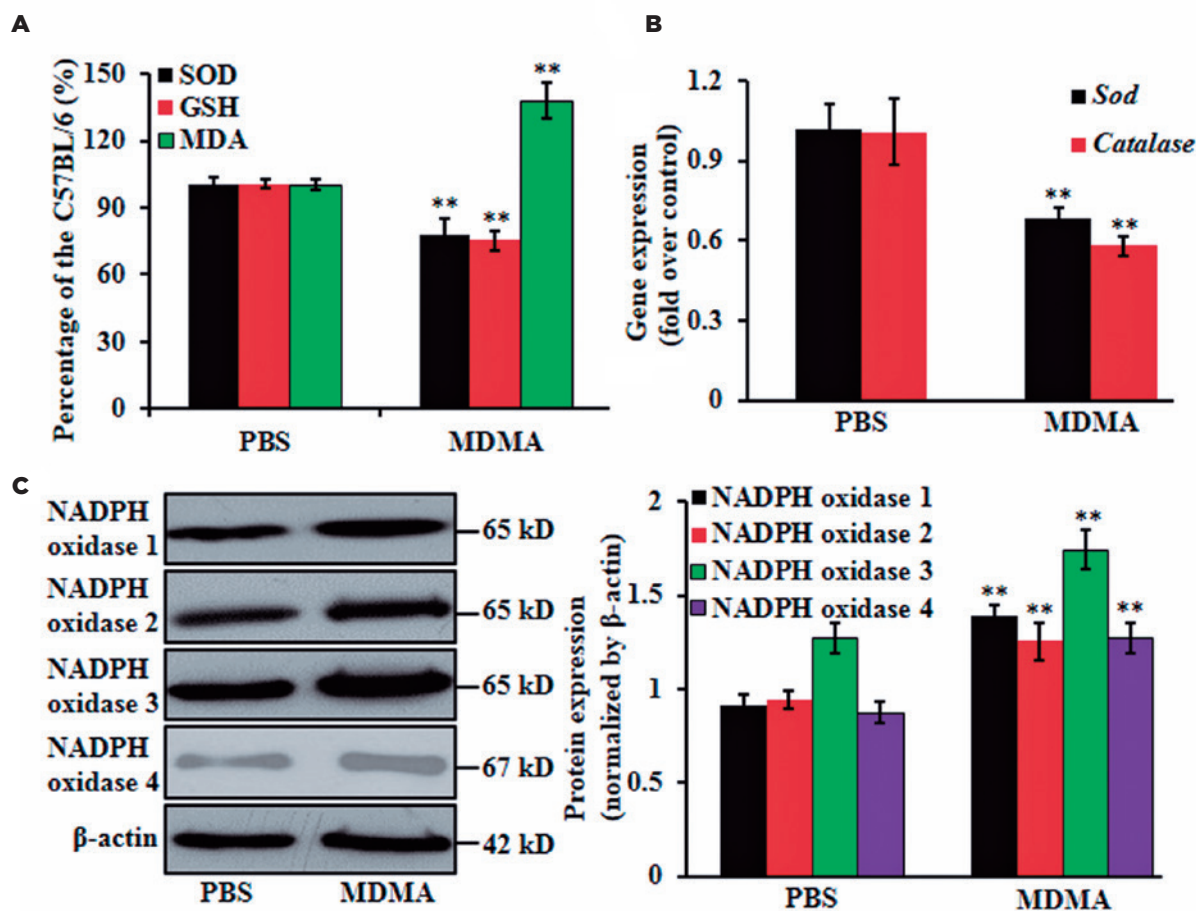 A
Percentage of the C57BL/6 (%)
150
120
90
60
30
0
SOD
GSH
MDA
**
**
**
PBS
MDMA
B
Gene expression
(fold over control)
1.2
0.9
0.6
0.3
0
Sod
Catalase
**
**
PBS
MDMA
C
NADPH
oxidase 1
65 kD
NADPH
oxidase 2
65 kD
NADPH
oxidase 3
65 kD
NADPH
oxidase 4
67 kD
β-actin
42 kD
PBS
MDMA
Protein expression
(normalized by β-actin)
2
1.5
1
0.5
0
NADPH oxidase 1
NADPH oxidase 2
NADPH oxidase 3
NADPH oxidase 4
**
**
**
**
PBS
MDMA